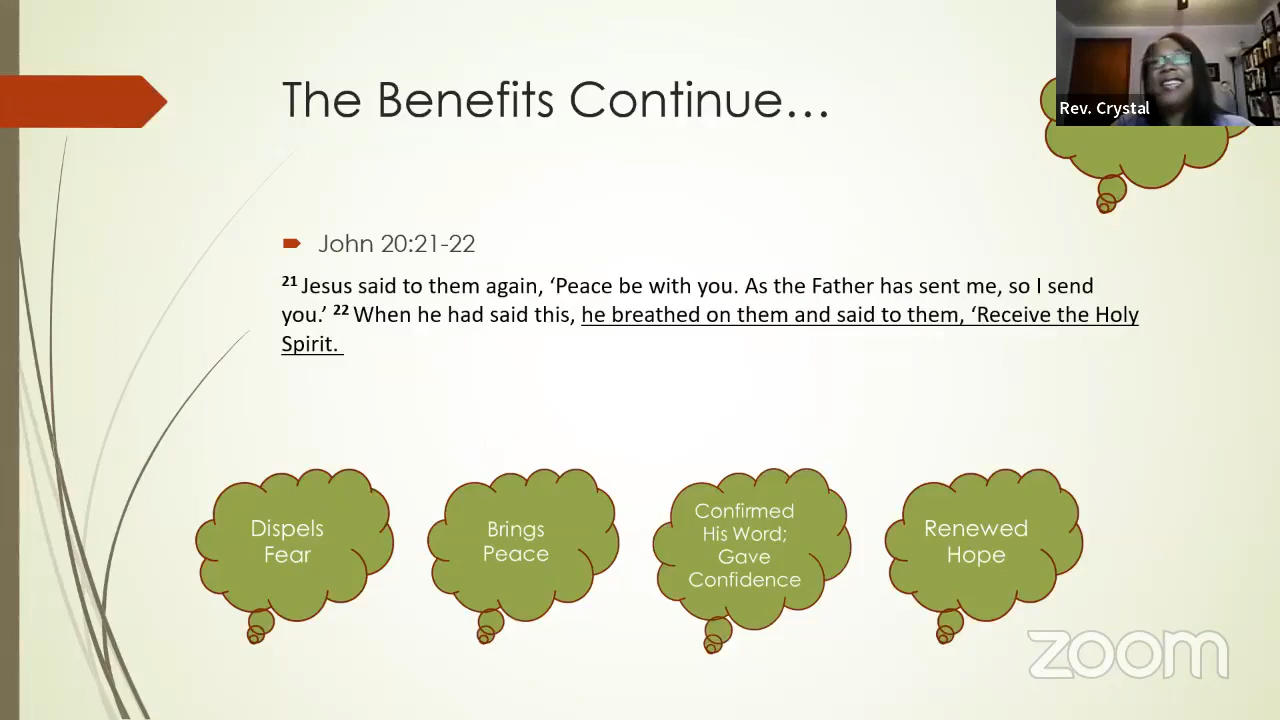 The Benefits Continue...
Rev. Crystal
John 20:21-22
21 Jesus said to them again, ‘Peace be with you. As the Father has sent me, so I send
you.’ 22 When he had said this, he breathed on them and said to them, ‘Receive the Holy
Spirit.
Dispels
Fear
Brings
Peace
Confirmed
His Word;
Gave
Confidence
Renewed
Hope
zoom